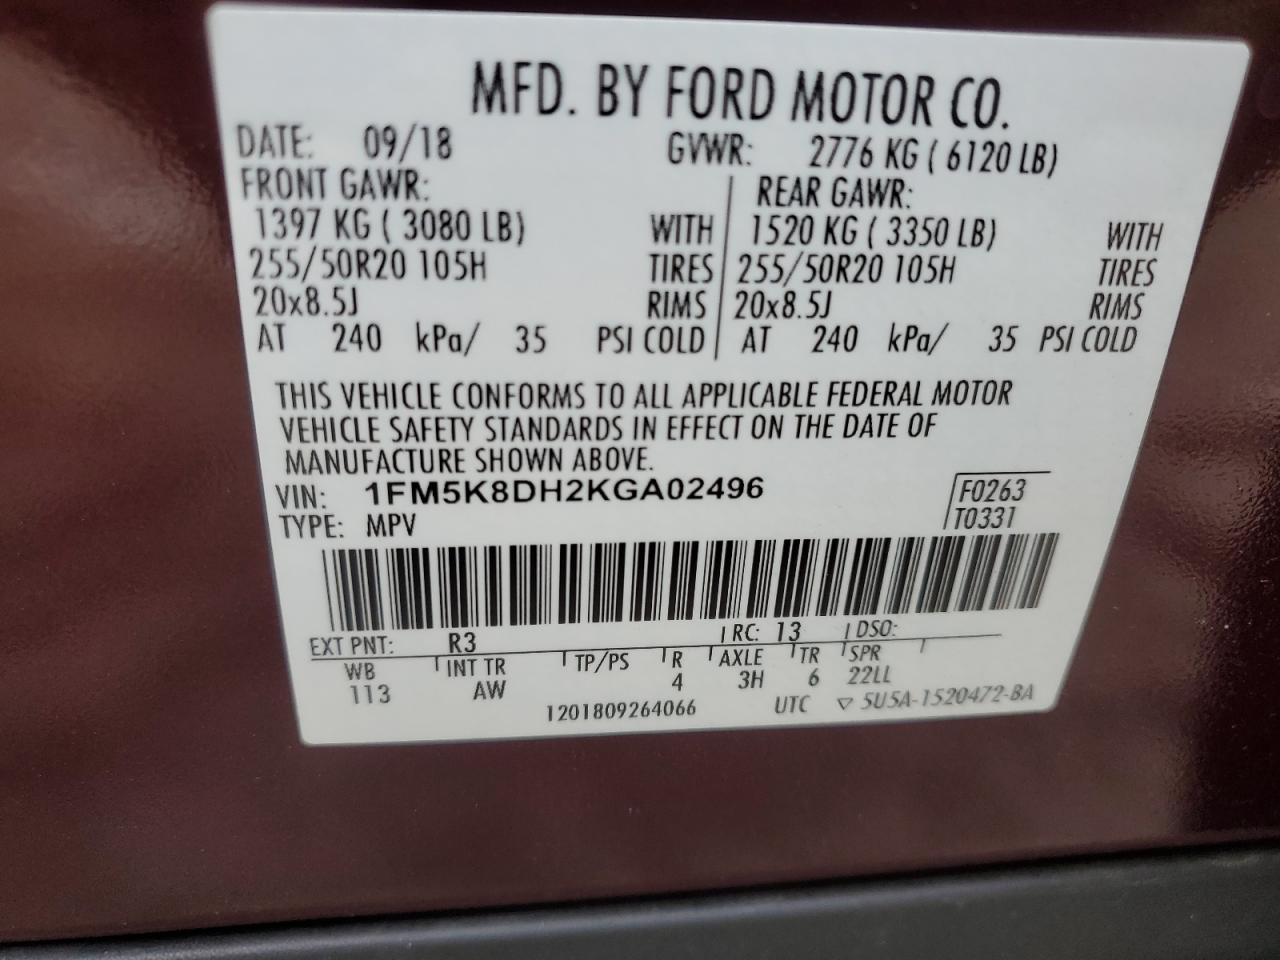 MFD. BY FORD MOTOR CO.
DATE: 09/18 GVWR: 2776 KG ( 6120 LB)
FRONT GAWR: REAR GAWR:
1397 KG ( 3080 LB) WITH 1520 KG ( 3350 LB) WITH
255/50R20 105H TIRES 255/50R20 105H TIRES
20x8.5J RIMS 20x8.5J RIMS
AT 240 kPa/ 35 PSI COLD AT 240 kPa/ 35 PSI COLD
THIS VEHICLE CONFORMS TO ALL APPLICABLE FEDERAL MOTOR
VEHICLE SAFETY STANDARDS IN EFFECT ON THE DATE OF
MANUFACTURE SHOWN ABOVE.
VIN: 1FM5K8DH2KGA02496 F0263
TYPE: MPV T0331
EXT PNT: R3 RC: 13 DSO:
WB INT TR TP/PS R AXLE TR SPR
113 AW 4 3H 6 22LL
1201809264066 UTC ▽ 5U5A-1520472-BA